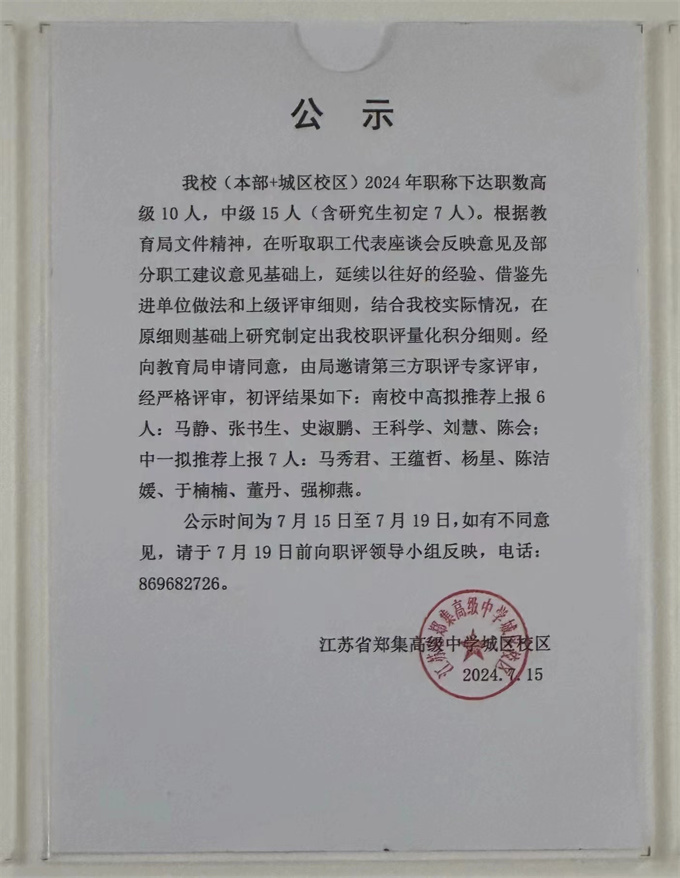 公 示
我校（本部+城区校区）2024 年职称下达职数高
级 10 人，中级 15 人（含研究生初定 7 人）。根据教
育局文件精神，在听取职工代表座谈会反映意见及部
分职工建议意见基础上，延续以往好的经验、借鉴先
进单位做法和上级评审细则，结合我校实际情况，在
原细则基础上研究制定出我校职评量化积分细则。经
向教育局申请同意，由局邀请第三方职评专家评审，
经严格评审，初评结果如下：南校中高拟推荐上报 6
人：马静、张书生、史淑鹏、王科学、刘慧、陈会；
中一拟推荐上报 7 人：马秀君、王蕴哲、杨星、陈洁
媛、于楠楠、董丹、强柳燕。
公示时间为 7 月 15 日至 7 月 19 日，如有不同意
见，请于 7 月 19 日前向职评领导小组反映，电话：
869682726。
江苏省郑集高级中学城区校区
江苏省郑集高级中学城区校区
2024.7.15